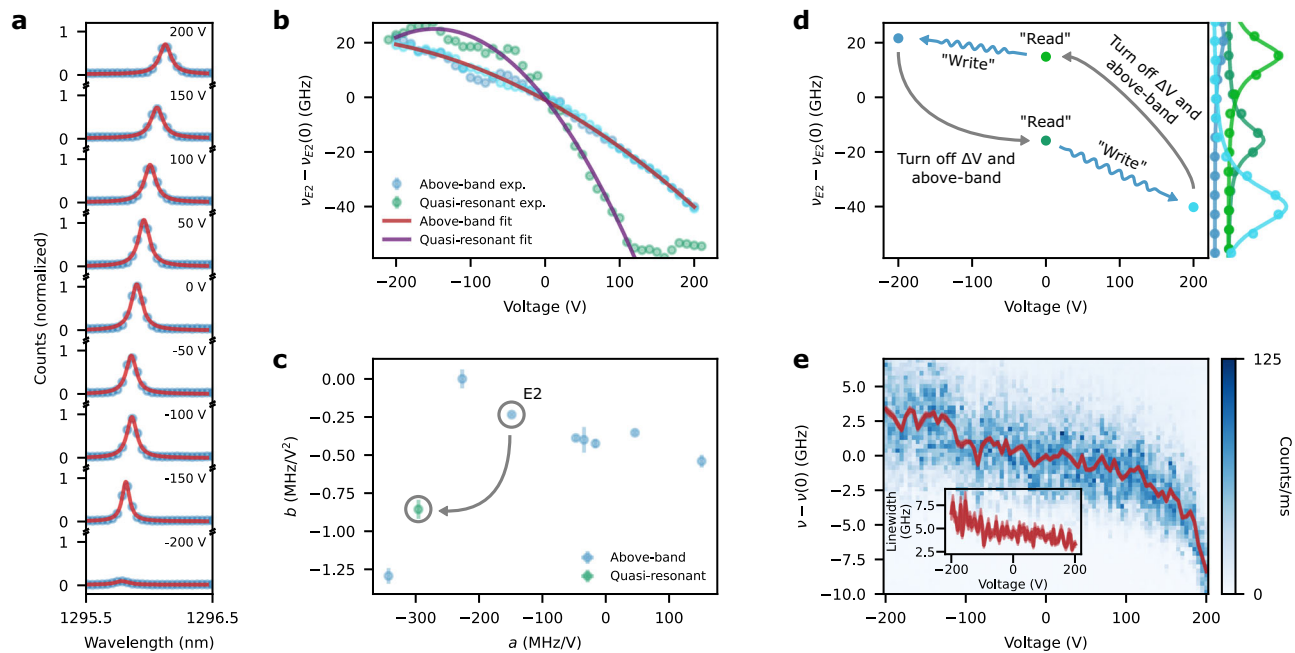 a
Counts (normalized)
1
0
200 V
1
0
150 V
1
0
100 V
1
0
50 V
1
0
0 V
1
0
-50 V
1
0
-100 V
1
0
-150 V
1
0
-200 V
1295.5 1296.5
Wavelength (nm)
b
νE2 − νE2(0) (GHz)
20
0
−20
−40
Above-band exp.
Quasi-resonant exp.
Above-band fit
Quasi-resonant fit
−200 −100 0 100 200
Voltage (V)
c
b (MHz/V²)
0.00
−0.25
−0.50
−0.75
−1.00
−1.25
E2
Above-band
Quasi-resonant
−300 −200 −100 0 100
a (MHz/V)
d
νE2 − νE2(0) (GHz)
20
0
−20
−40
"Read"
"Write"
Turn off ΔV and
above-band
"Read"
"Write"
Turn off ΔV and
above-band
−200 −100 0 100 200
Voltage (V)
e
ν − ν(0) (GHz)
5.0
2.5
0.0
−2.5
−5.0
−7.5
−10.0
Linewidth
(GHz)
7.5
5.0
2.5
−200 0 200
Voltage (V)
−200 −100 0 100 200
Voltage (V)
125
0
Counts/ms